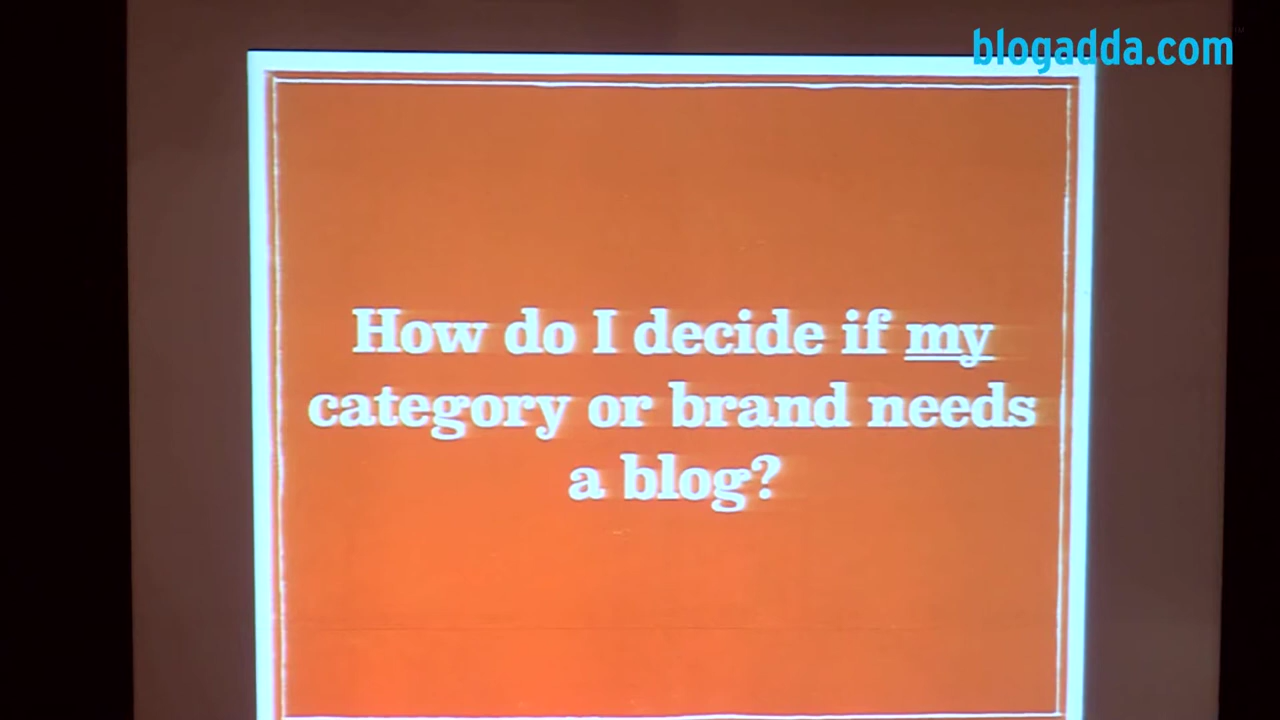 blogadda.com
How do I decide if my
category or brand needs
a blog?